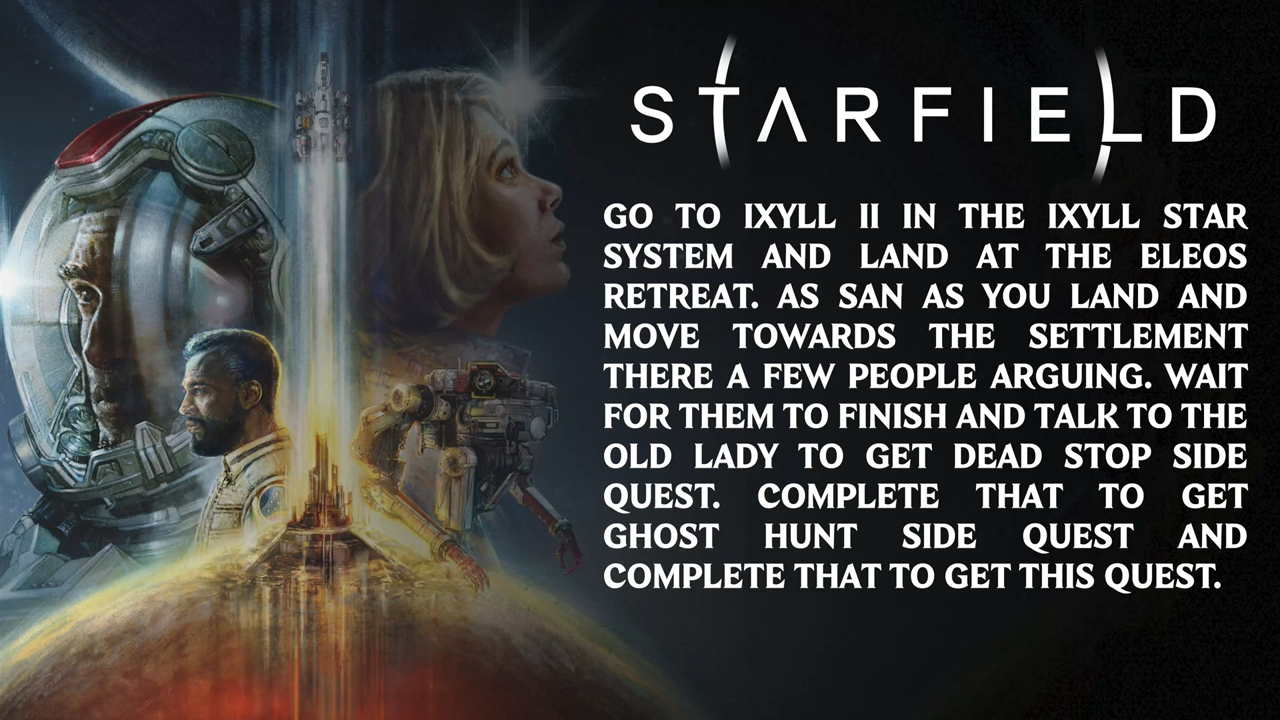 STARFIELD
GO TO IXYLL II IN THE IXYLL STAR
SYSTEM AND LAND AT THE ELEOS
RETREAT. AS SAN AS YOU LAND AND
MOVE TOWARDS THE SETTLEMENT
THERE A FEW PEOPLE ARGUING. WAIT
FOR THEM TO FINISH AND TALK TO THE
OLD LADY TO GET DEAD STOP SIDE
QUEST. COMPLETE THAT TO GET
GHOST HUNT SIDE QUEST AND
COMPLETE THAT TO GET THIS QUEST.